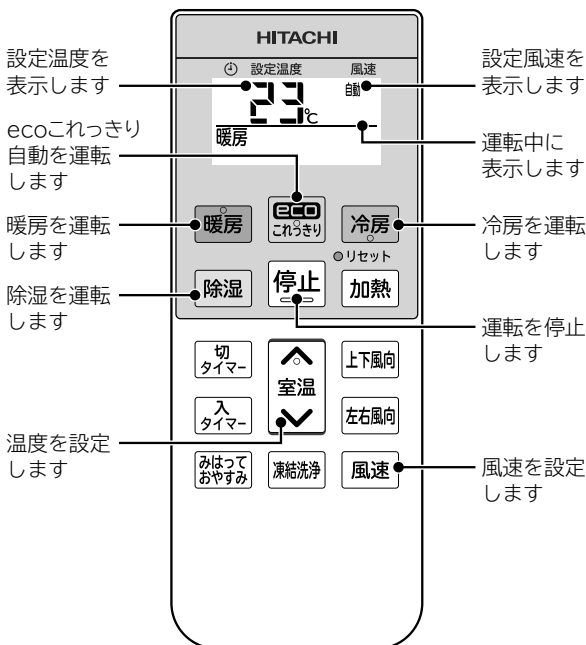 HITACHI
設定温度を
表示します
設定温度
風速
設定風速を
表示します
自動
23℃
暖房
ecoこれっきり
自動を運転
します
運転中に
表示します
暖房を運転
します
暖房
eco
これっきり
冷房
冷房を運転
します
リセット
除湿を運転
します
除湿
停止
加熱
運転を停止
します
切
タイマー
室温
上下風向
入
タイマー
左右風向
温度を設定
します
みはって
おやすみ
凍結洗浄
風速
風速を設定
します